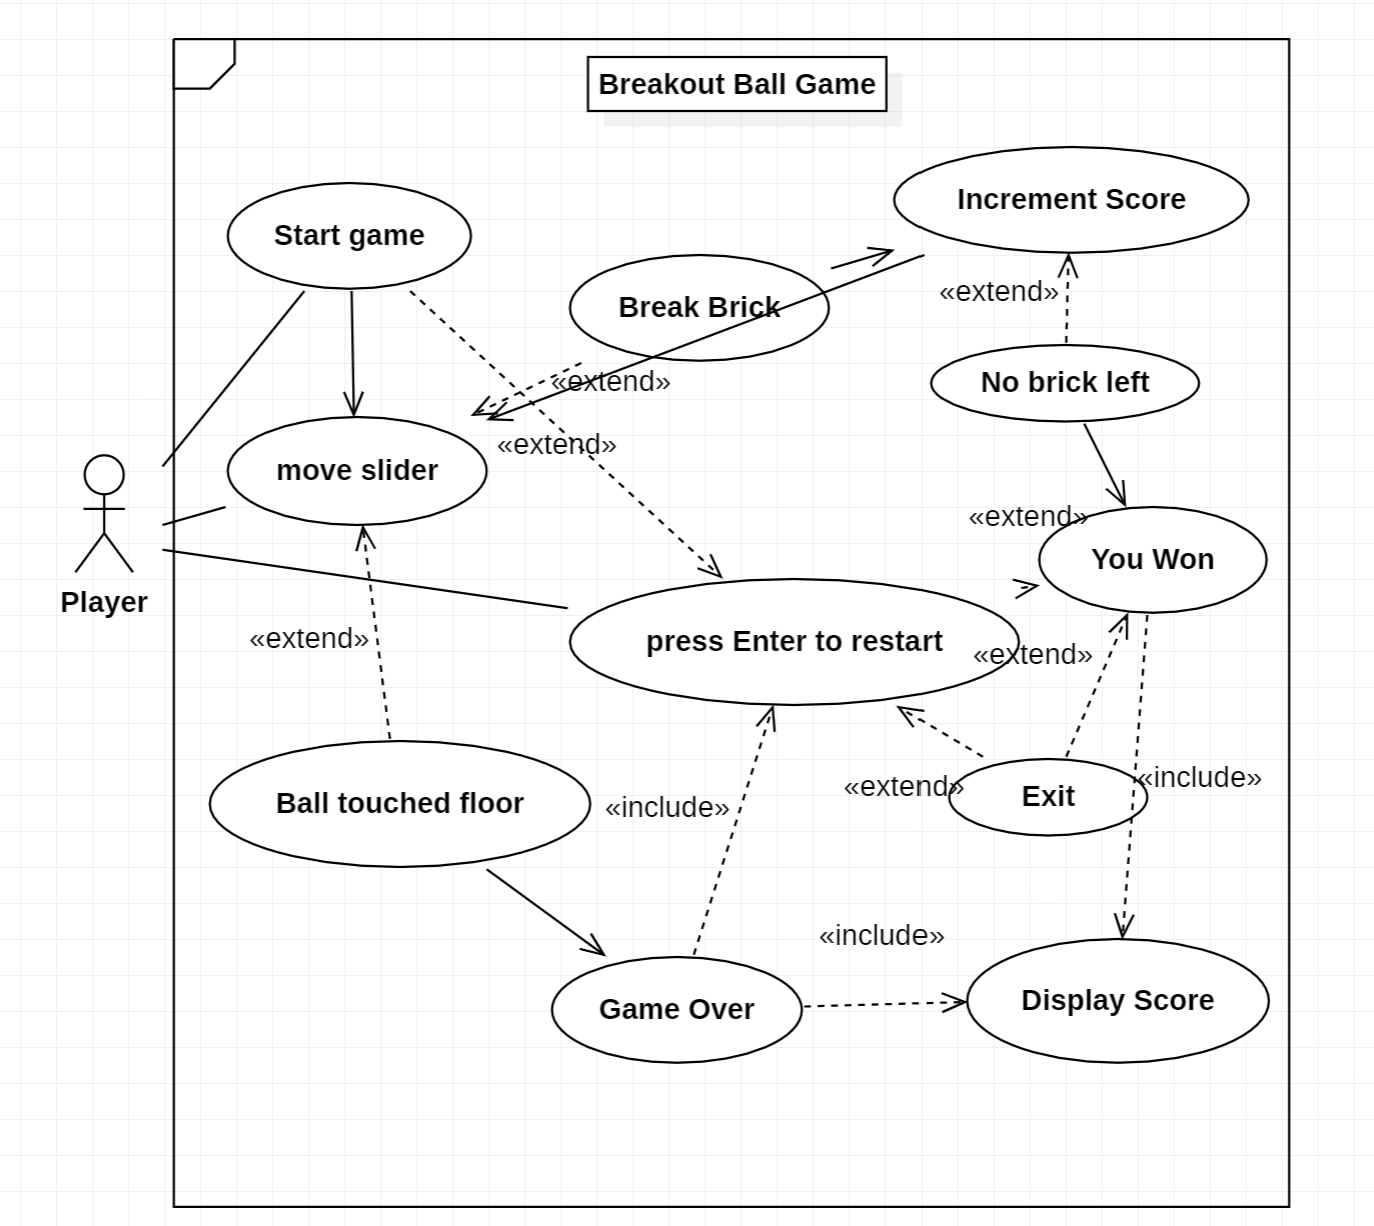 Breakout Ball Game
Increment Score
Start game
«extend»
Break Brick
«extend»
No brick left
«extend»
move slider
«extend»
You Won
Player
«extend»
press Enter to restart
«extend»
Ball touched floor
«include»
«extend»
Exit
«include»
«include»
Game Over
Display Score